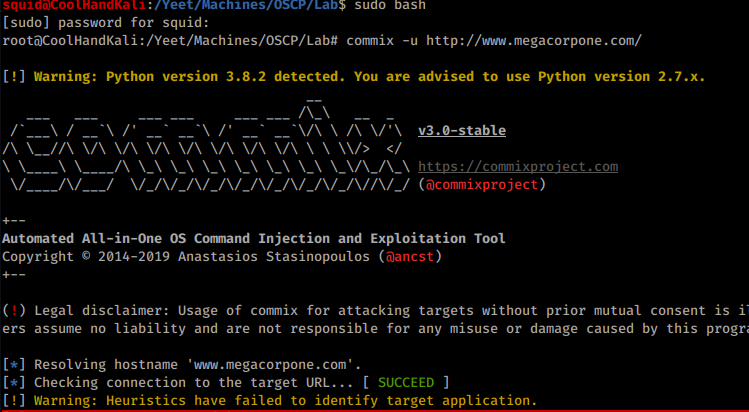 squid@CoolHandKali:/Yeet/Machines/OSCP/Lab$ sudo bash
[sudo] password for squid:
root@CoolHandKali:/Yeet/Machines/OSCP/Lab# commix -u http://www.megacorpone.com/
[!] Warning: Python version 3.8.2 detected. You are advised to use Python version 2.7.x.
v3.0-stable
https://commixproject.com
(@commixproject)
+--
Automated All-in-One OS Command Injection and Exploitation Tool
Copyright © 2014-2019 Anastasios Stasinopoulos (@ancst)
+--
(!) Legal disclaimer: Usage of commix for attacking targets without prior mutual consent is il
ers assume no liability and are not responsible for any misuse or damage caused by this progra
[*] Resolving hostname 'www.megacorpone.com'.
[*] Checking connection to the target URL... [ SUCCEED ]
[!] Warning: Heuristics have failed to identify target application.